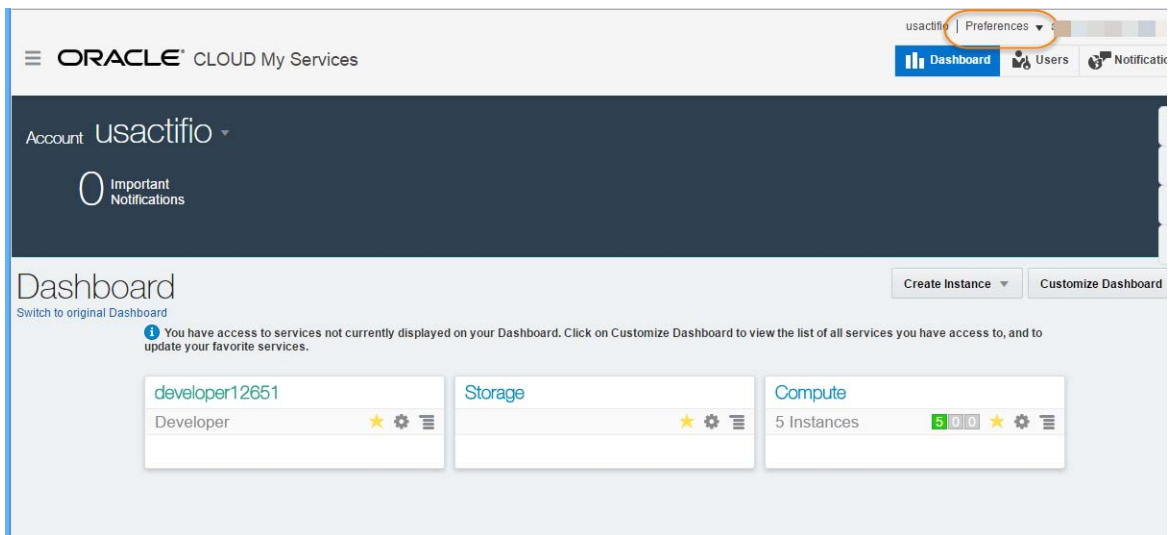 usactifio | Preferences
ORACLE® CLOUD My Services
Dashboard Users Notificatio
Account usactifio
0 Important
Notifications
Dashboard
Create Instance Customize Dashboard
Switch to original Dashboard
You have access to services not currently displayed on your Dashboard. Click on Customize Dashboard to view the list of all services you have access to, and to
update your favorite services.
developer12651 Storage Compute
Developer 5 Instances 5 0 0